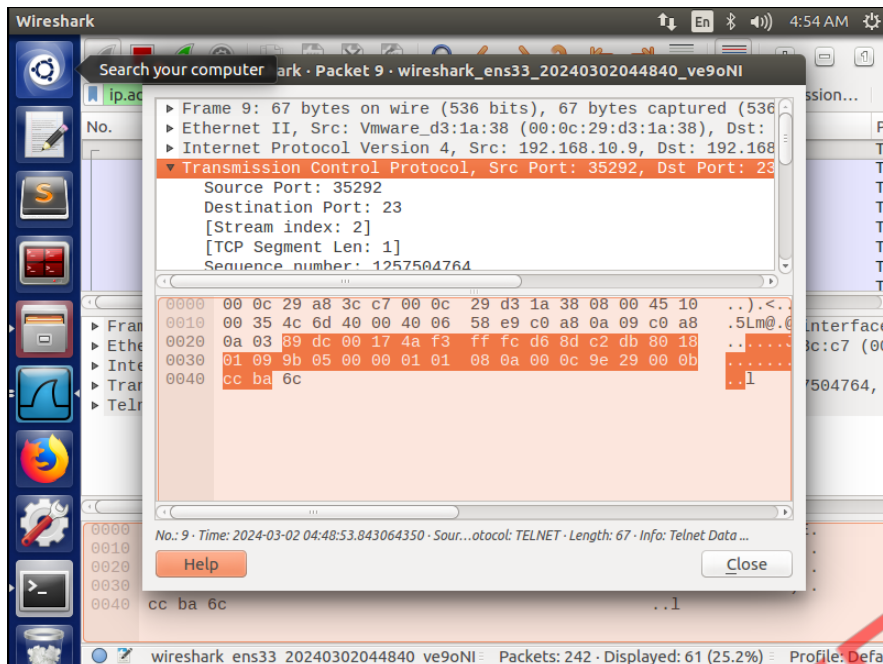 Wireshark En 4:54 AM
Search your computer
ark · Packet 9 · wireshark_ens33_20240302044840_ve9oNI
ip.ac
ssion...
No.
▸ Frame 9: 67 bytes on wire (536 bits), 67 bytes captured (536
▸ Ethernet II, Src: Vmware_d3:1a:38 (00:0c:29:d3:1a:38), Dst:
▸ Internet Protocol Version 4, Src: 192.168.10.9, Dst: 192.168
▾ Transmission Control Protocol, Src Port: 35292, Dst Port: 23
Source Port: 35292
Destination Port: 23
[Stream index: 2]
[TCP Segment Len: 1]
Sequence number: 1257504764
0000 00 0c 29 a8 3c c7 00 0c 29 d3 1a 38 08 00 45 10 ..).<..
0010 00 35 4c 6d 40 00 40 06 58 e9 c0 a8 0a 09 c0 a8 .5Lm@.@
0020 0a 03 89 dc 00 17 4a f3 ff fc d6 8d c2 db 80 18 ......J
0030 01 09 9b 05 00 00 01 01 08 0a 00 0c 9e 29 00 0b .......
0040 cc ba 6c ..l
▸ Fram
▸ Ethe
▸ Inte
▸ Tran
▸ Teln
interface
3c:c7 (00
7504764,
No.: 9 · Time: 2024-03-02 04:48:53.843064350 · Sour...otocol: TELNET · Length: 67 · Info: Telnet Data ...
Help Close
0000
0010
0020
0030
0040 cc ba 6c ..l
wireshark_ens33_20240302044840_ve9oNI Packets: 242 · Displayed: 61 (25.2%) Profile: Defa